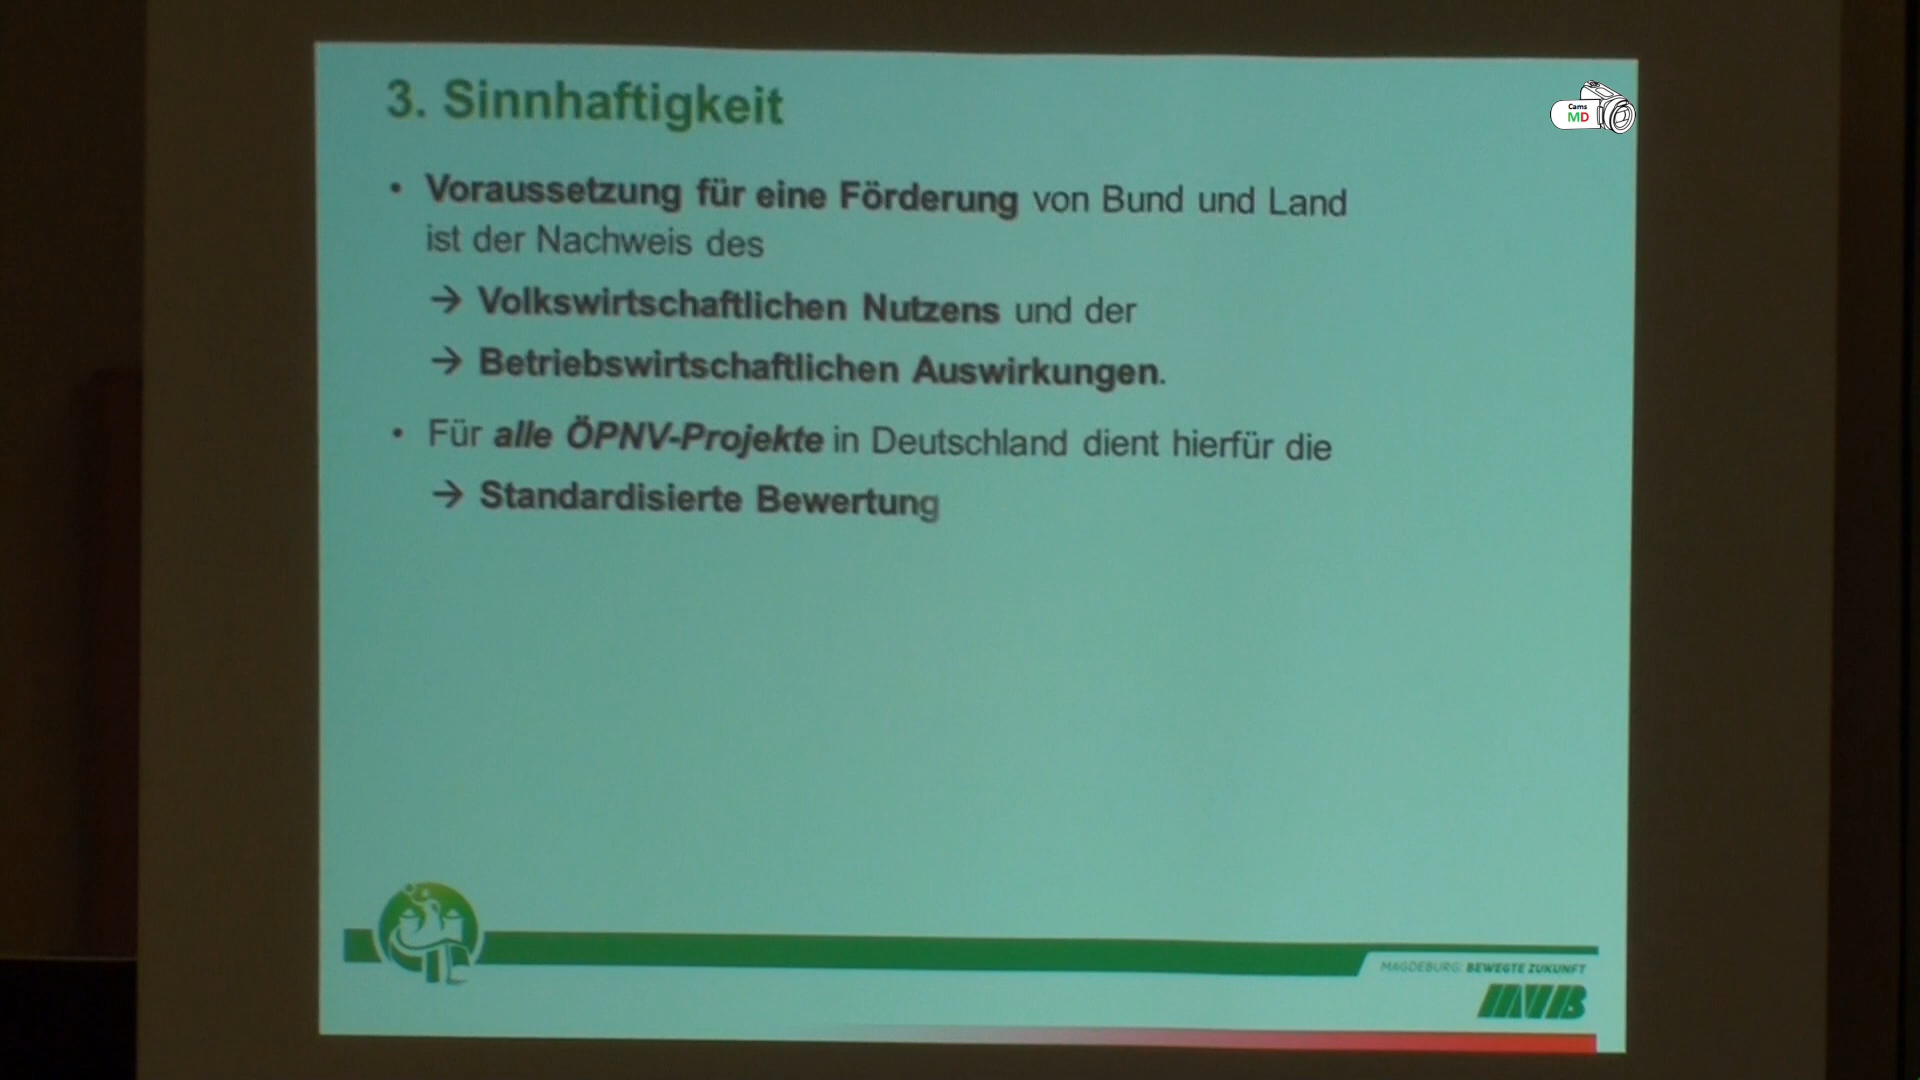 3. Sinnhaftigkeit
Cams
MD
• Voraussetzung für eine Förderung von Bund und Land
ist der Nachweis des
→ Volkswirtschaftlichen Nutzens und der
→ Betriebswirtschaftlichen Auswirkungen.
• Für alle ÖPNV-Projekte in Deutschland dient hierfür die
→ Standardisierte Bewertung
MAGDEBURG: BEWEGTE ZUKUNFT
MVB